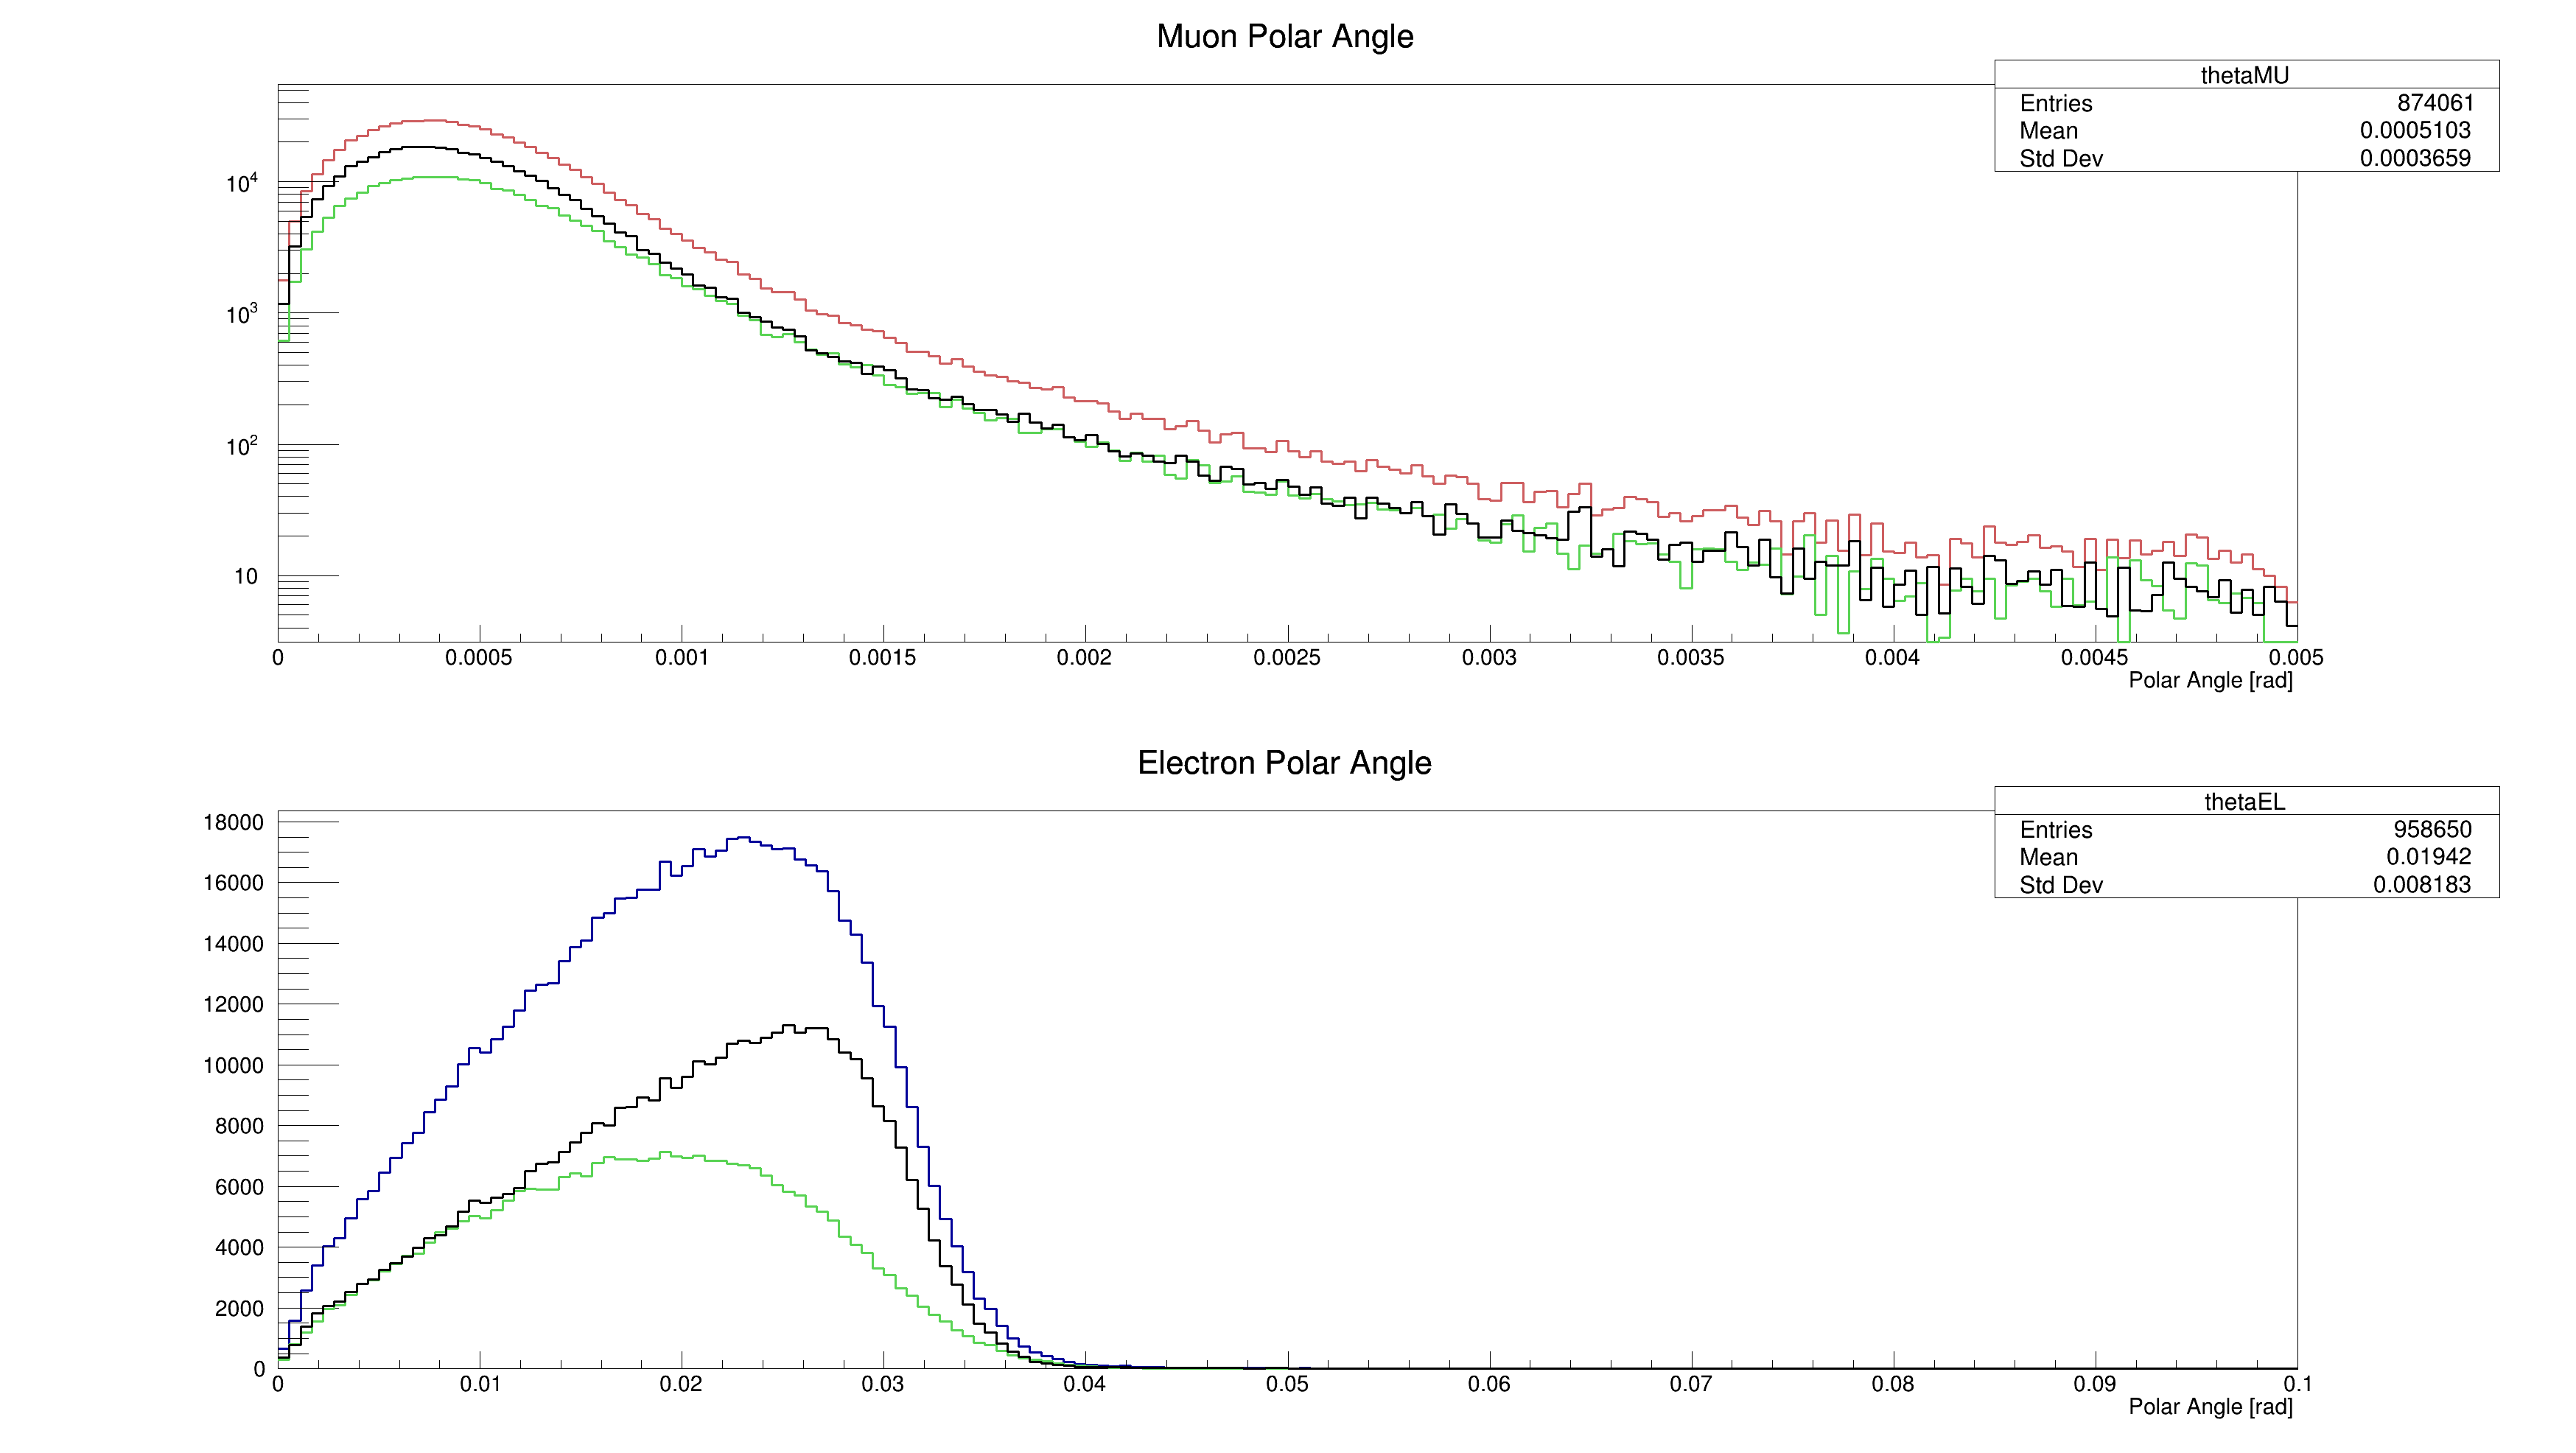 Muon Polar Angle
thetaMU
Entries 874061
Mean 0.0005103
Std Dev 0.0003659
10⁴
10³
10²
10
0 0.0005 0.001 0.0015 0.002 0.0025 0.003 0.0035 0.004 0.0045 0.005
Polar Angle [rad]
Electron Polar Angle
thetaEL
Entries 958650
Mean 0.01942
Std Dev 0.008183
18000
16000
14000
12000
10000
8000
6000
4000
2000
0
0 0.01 0.02 0.03 0.04 0.05 0.06 0.07 0.08 0.09 0.1
Polar Angle [rad]